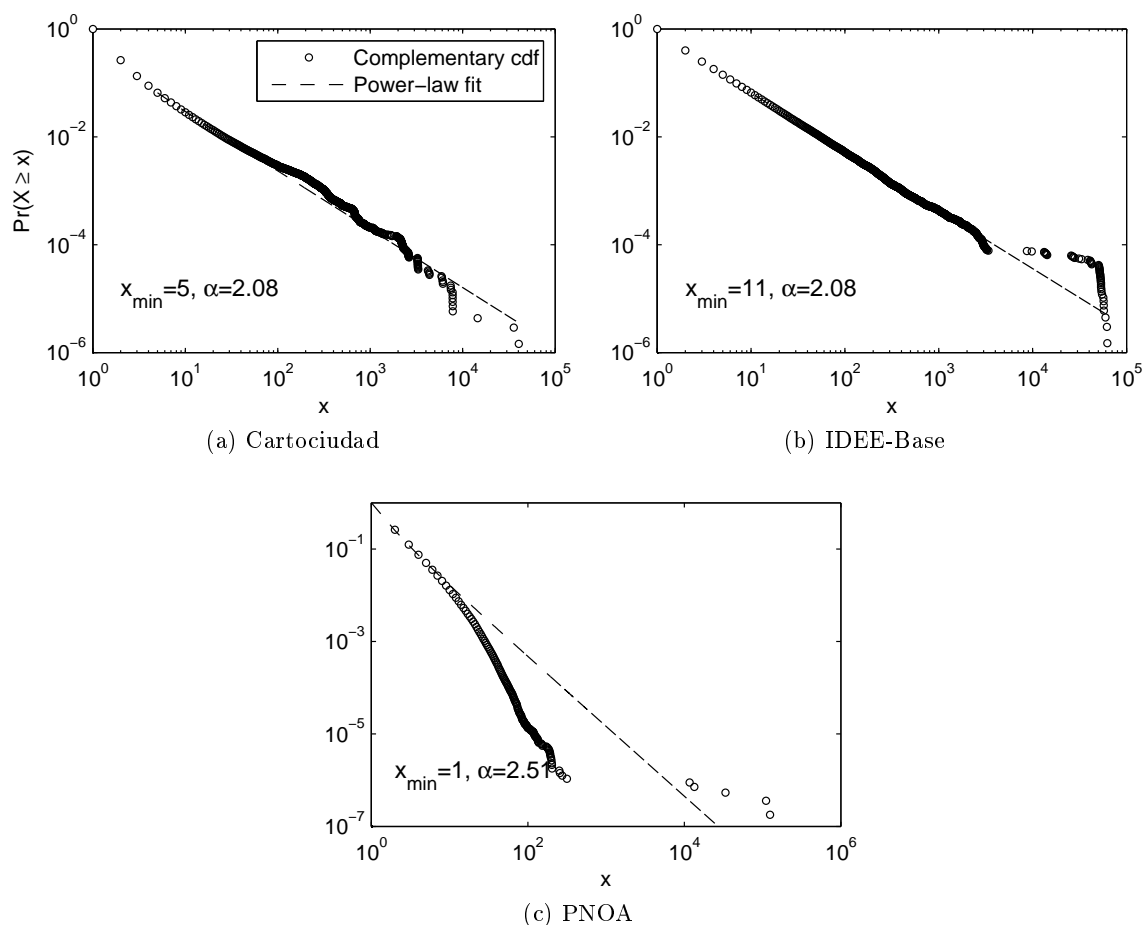 Pr(X ≥ x)
10^0
10^−2
10^−4
10^−6
Complementary cdf
Power−law fit
x_min=5, α=2.08
10^0 10^1 10^2 10^3 10^4 10^5
x
(a) Cartociudad
10^0
10^−2
10^−4
10^−6
x_min=11, α=2.08
10^0 10^1 10^2 10^3 10^4 10^5
x
(b) IDEE-Base
10^−1
10^−3
10^−5
10^−7
x_min=1, α=2.51
10^0 10^2 10^4 10^6
x
(c) PNOA